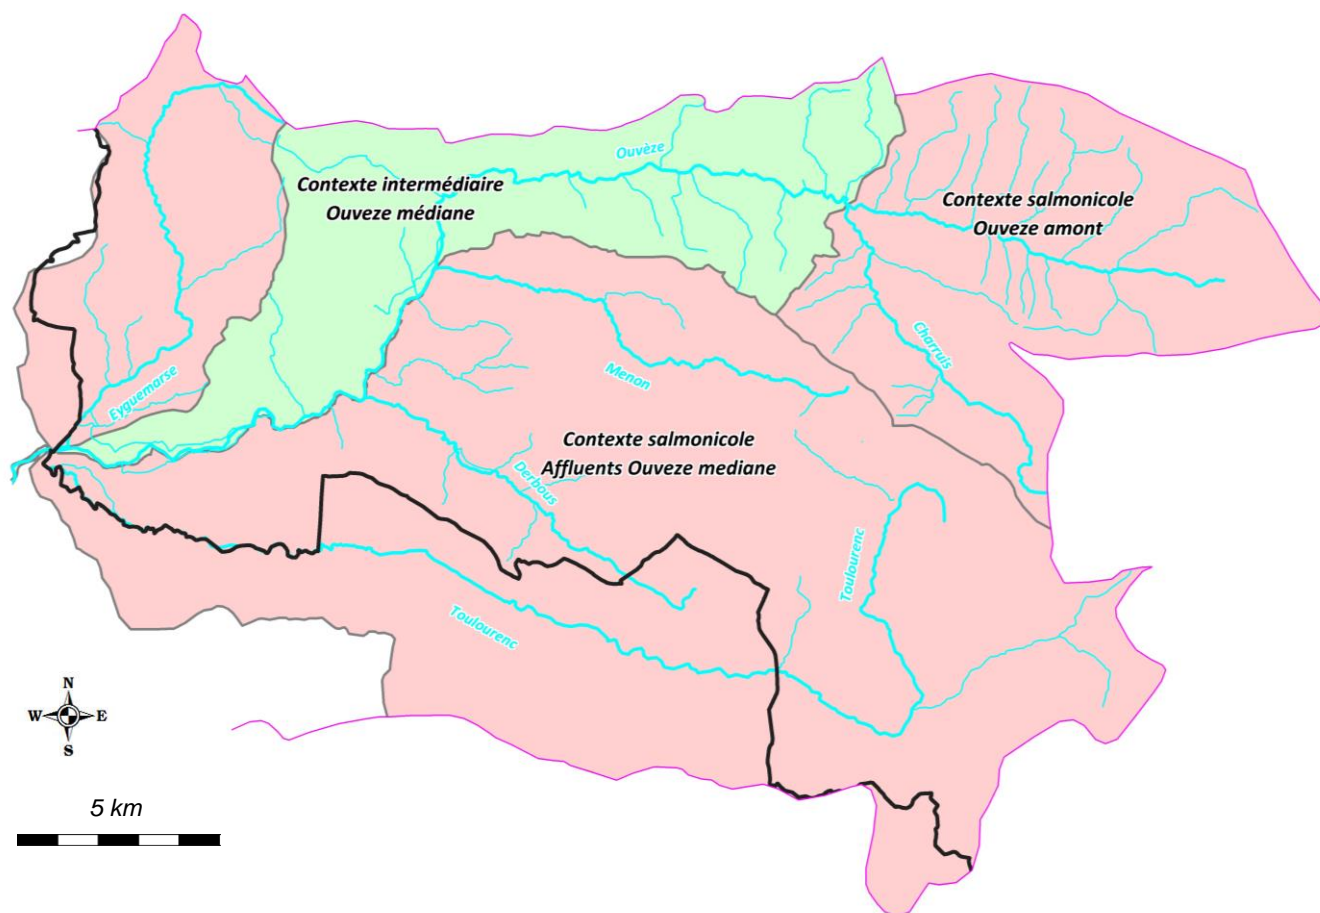 Ouvèze
Contexte intermédiaire
Ouveze médiane
Contexte salmonicole
Ouveze amont
Charruis
Menon
Eyguemarse
Contexte salmonicole
Affluents Ouveze mediane
Derbous
Toulourenc
Toulourenc
N
W E
S
5 km